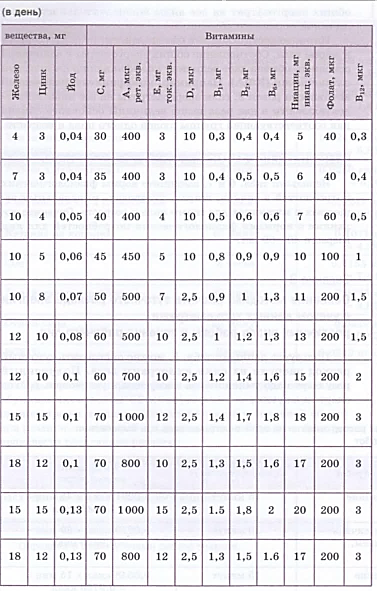 (в день)
вещества, мг Витамины
Железо Цинк Йод С, мг А, мкг рет. экв. Е, мг ток. экв. D, мкг В₁, мг В₂, мг В₆, мг Ниацин, мг ниац. экв. Фолат, мкг В₁₂, мкг
4 3 0,04 30 400 3 10 0,3 0,4 0,4 5 40 0,3
7 3 0,04 35 400 3 10 0,4 0,5 0,5 6 40 0,4
10 4 0,05 40 400 4 10 0,5 0,6 0,6 7 60 0,5
10 5 0,06 45 450 5 10 0,8 0,9 0,9 10 100 1
10 8 0,07 50 500 7 2,5 0,9 1 1,3 11 200 1,5
12 10 0,08 60 500 10 2,5 1 1,2 1,3 13 200 1,5
12 10 0,1 60 700 10 2,5 1,2 1,4 1,6 15 200 2
15 15 0,1 70 1 000 12 2,5 1,4 1,7 1,8 18 200 3
18 12 0,1 70 800 10 2,5 1,3 1,5 1,6 17 200 3
15 15 0,13 70 1 000 15 2,5 1.5 1,8 2 20 200 3
18 12 0,13 70 800 12 2,5 1,3 1,5 1.6 17 200 3